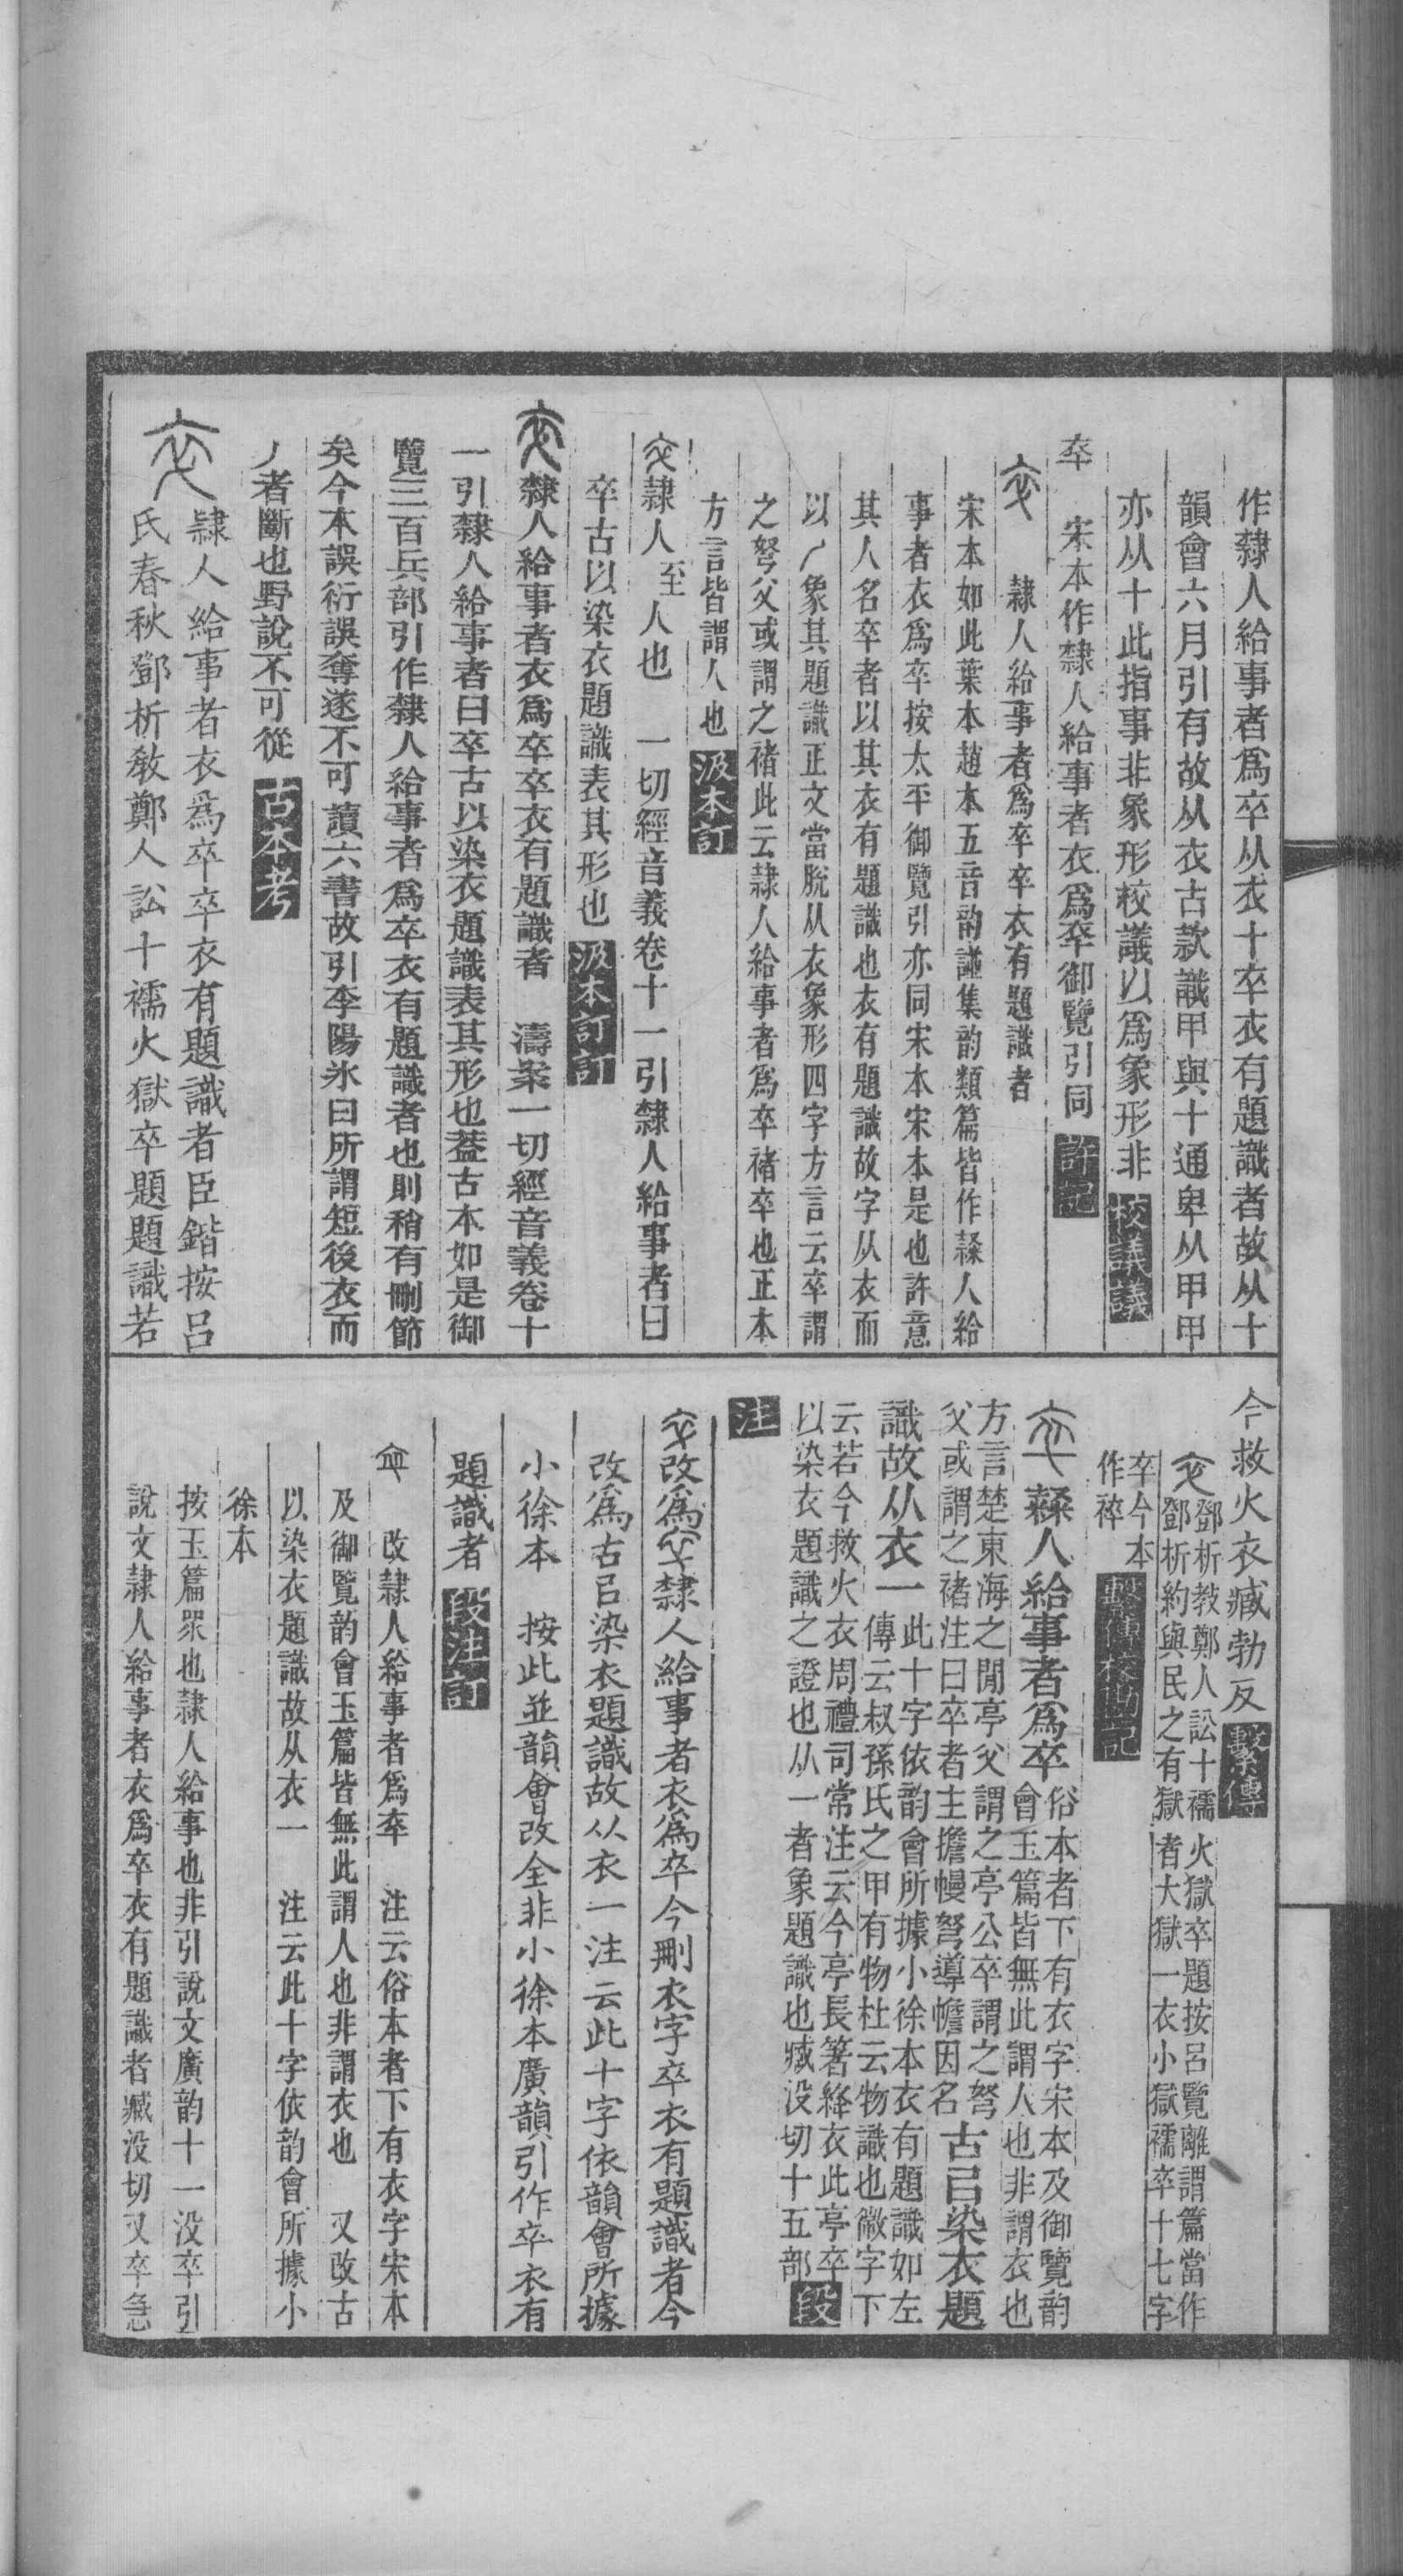 作隸人給事者爲卒从衣十卒衣有題識者故从十
韻會六月引有故从衣古款識甲與十通卑从甲甲
亦从十此指事非象形校議以爲象形非 校議議
卒 宋本作隸人給事者衣爲卒御覽引同 許記
卒 隷人給事者爲卒卒衣有題識者
宋本如此葉本趙本五音韵譜集韵類篇皆作隸人給
事者衣爲卒按太平御覽引亦同宋本宋本是也許意
其人名卒者以其衣有題識也衣有題識故字从衣而
以丿象其題識正文當脫从衣象形四字方言云卒謂
之弩父或謂之褚此云隷人給事者爲卒褚卒也正本
方言皆謂人也 汲本訂
卒隷人至人也 一切經音義卷十一引隸人給事者曰
卒古以染衣題識表其形也 汲本訂訂
卒 隸人給事者衣爲卒卒衣有題識者 濤案一切經音義卷十
一引隸人給事者曰卒古以染衣題識表其形也葢古本如是御
覽三百兵部引作隸人給事者爲卒衣有題識者也則稍有刪節
矣今本誤衍誤奪遂不可讀六書故引李陽冰曰所謂短後衣而
丿者斷也野說不可從 古本考
卒 隷人給事者衣爲卒卒衣有題識者臣鍇按呂
氏春秋鄧析敎鄭人訟十襦火獄卒題題識若
今救火衣臧勃反 繫傳
卒 鄧析教鄭人訟十襦火獄卒題按呂覽離謂篇當作
鄧析約與民之有獄者大獄一衣小獄襦卒十七字
卒今本
作䘹 繫傳校勘記
卒 隸人給事者爲卒 俗本者下有衣字宋本及御覽韵
會玉篇皆無此謂人也非謂衣也
方言楚東海之閒亭父謂之亭公卒謂之弩
父或謂之褚注曰卒者主擔幔弩導幨因名 古㠯染衣題
識故从衣一 此十字依韵會所據小徐本衣有題識如左
傳云叔孫氏之甲有物杜云物識也徽字下
云若今救火衣周禮司常注云今亭長箸絳衣此亭卒
以染衣題識之證也从一者象題識也臧没切十五部 段
注
卒改爲卒隸人給事者衣爲卒今刪衣字卒衣有題識者今
改爲古㠯染衣題識故从衣一注云此十字依韻會所據
小徐本 按此並韻會改全非小徐本廣韻引作卒衣有
題識者 段注訂
卒 改隷人給事者爲卒 注云俗本者下有衣字宋本
及御覽韵會玉篇皆無此謂人也非謂衣也 又改古
以染衣題識故从衣一 注云此十字依韵會所據小
徐本
按玉篇眾也隷人給事也非引說文廣韵十一没卒引
說文隷人給事者衣爲卒衣有題識者臧没切又卒急